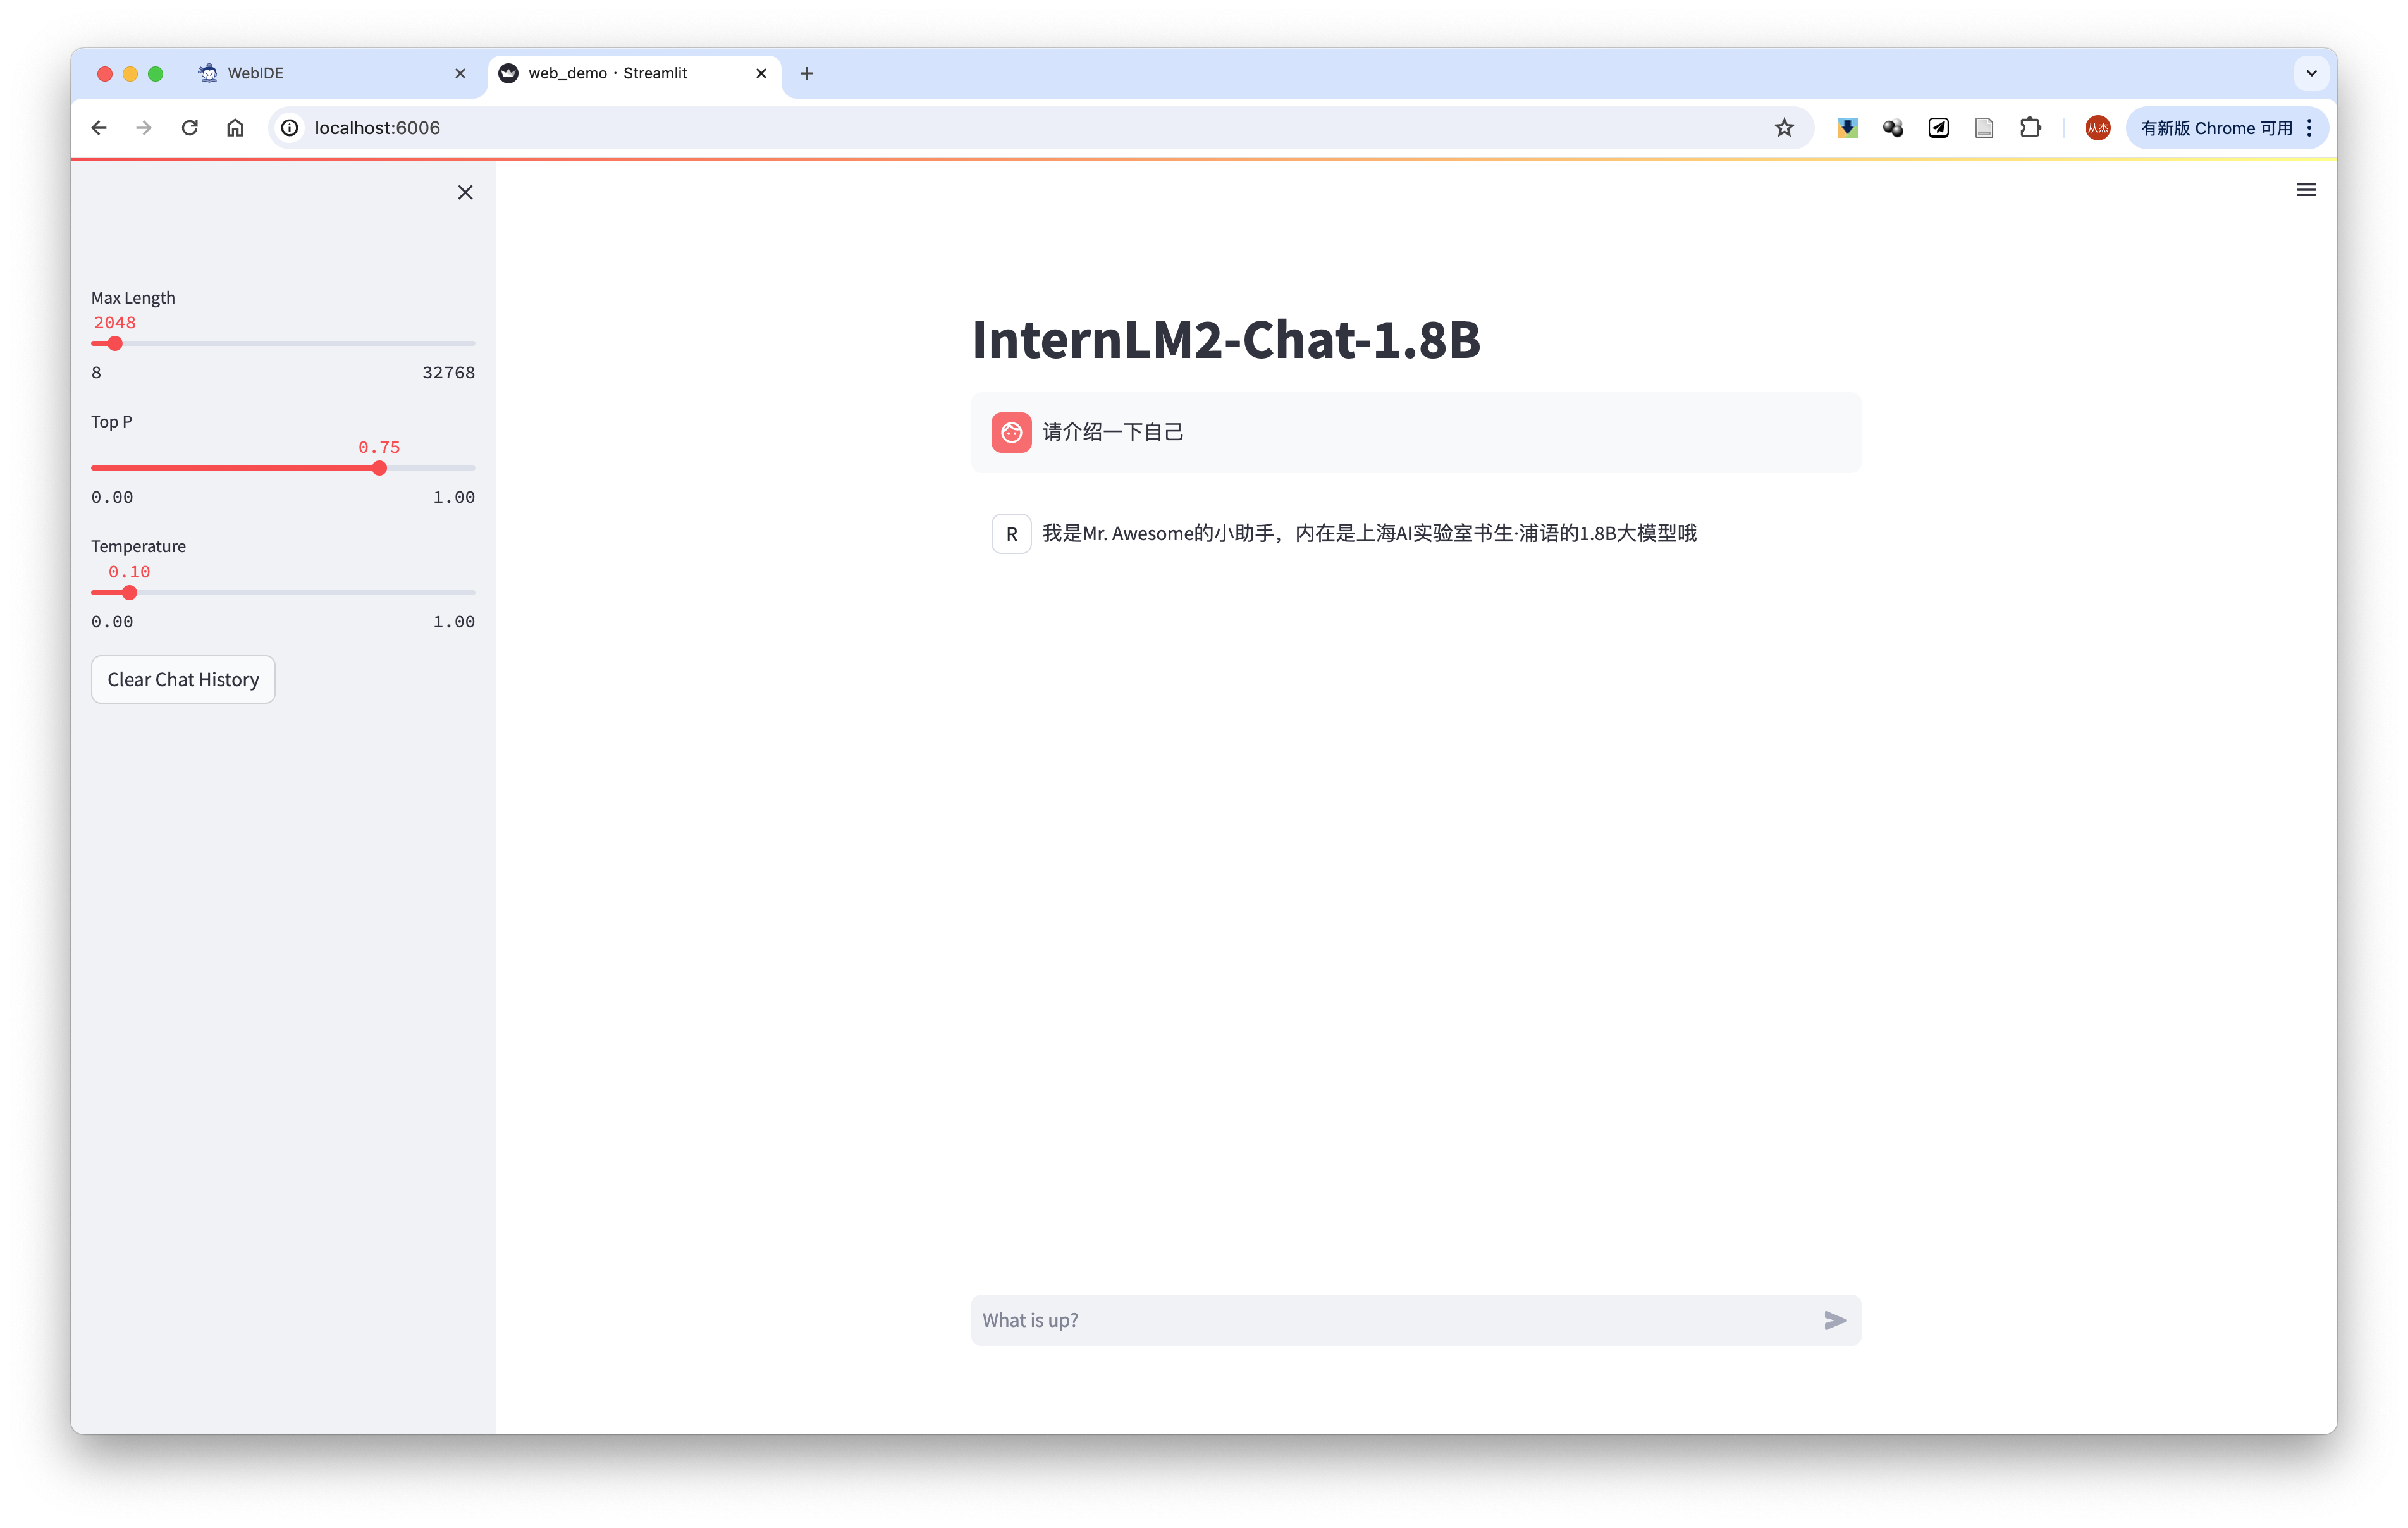 WebIDE
web_demo · Streamlit
localhost:6006
从杰
有新版 Chrome 可用
Max Length
2048
8 32768
Top P
0.75
0.00 1.00
Temperature
0.10
0.00 1.00
Clear Chat History
InternLM2-Chat-1.8B
请介绍一下自己
R 我是Mr. Awesome的小助手，内在是上海AI实验室书生·浦语的1.8B大模型哦
What is up?